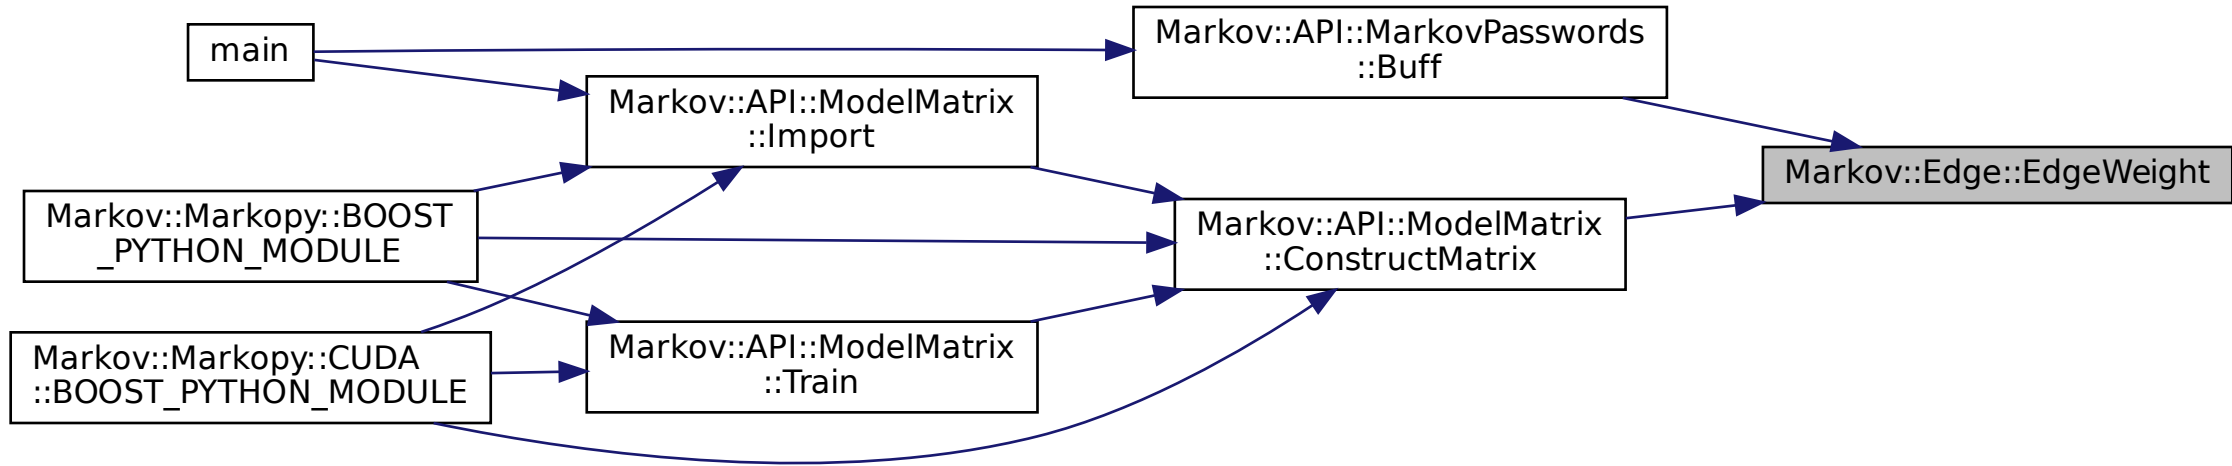 main
Markov::API::MarkovPasswords
::Buff
Markov::API::ModelMatrix
::Import
Markov::Edge::EdgeWeight
Markov::Markopy::BOOST
_PYTHON_MODULE
Markov::API::ModelMatrix
::ConstructMatrix
Markov::Markopy::CUDA
::BOOST_PYTHON_MODULE
Markov::API::ModelMatrix
::Train